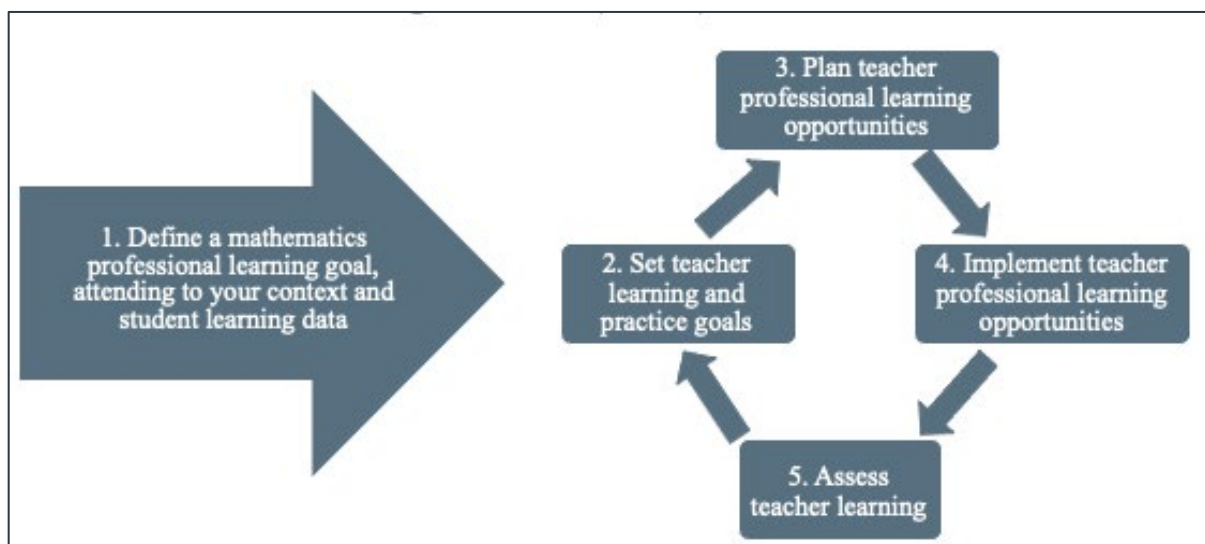 1. Define a mathematics
professional learning goal,
attending to your context and
student learning data
2. Set teacher
learning and
practice goals
3. Plan teacher
professional learning
opportunities
4. Implement teacher
professional learning
opportunities
5. Assess
teacher learning